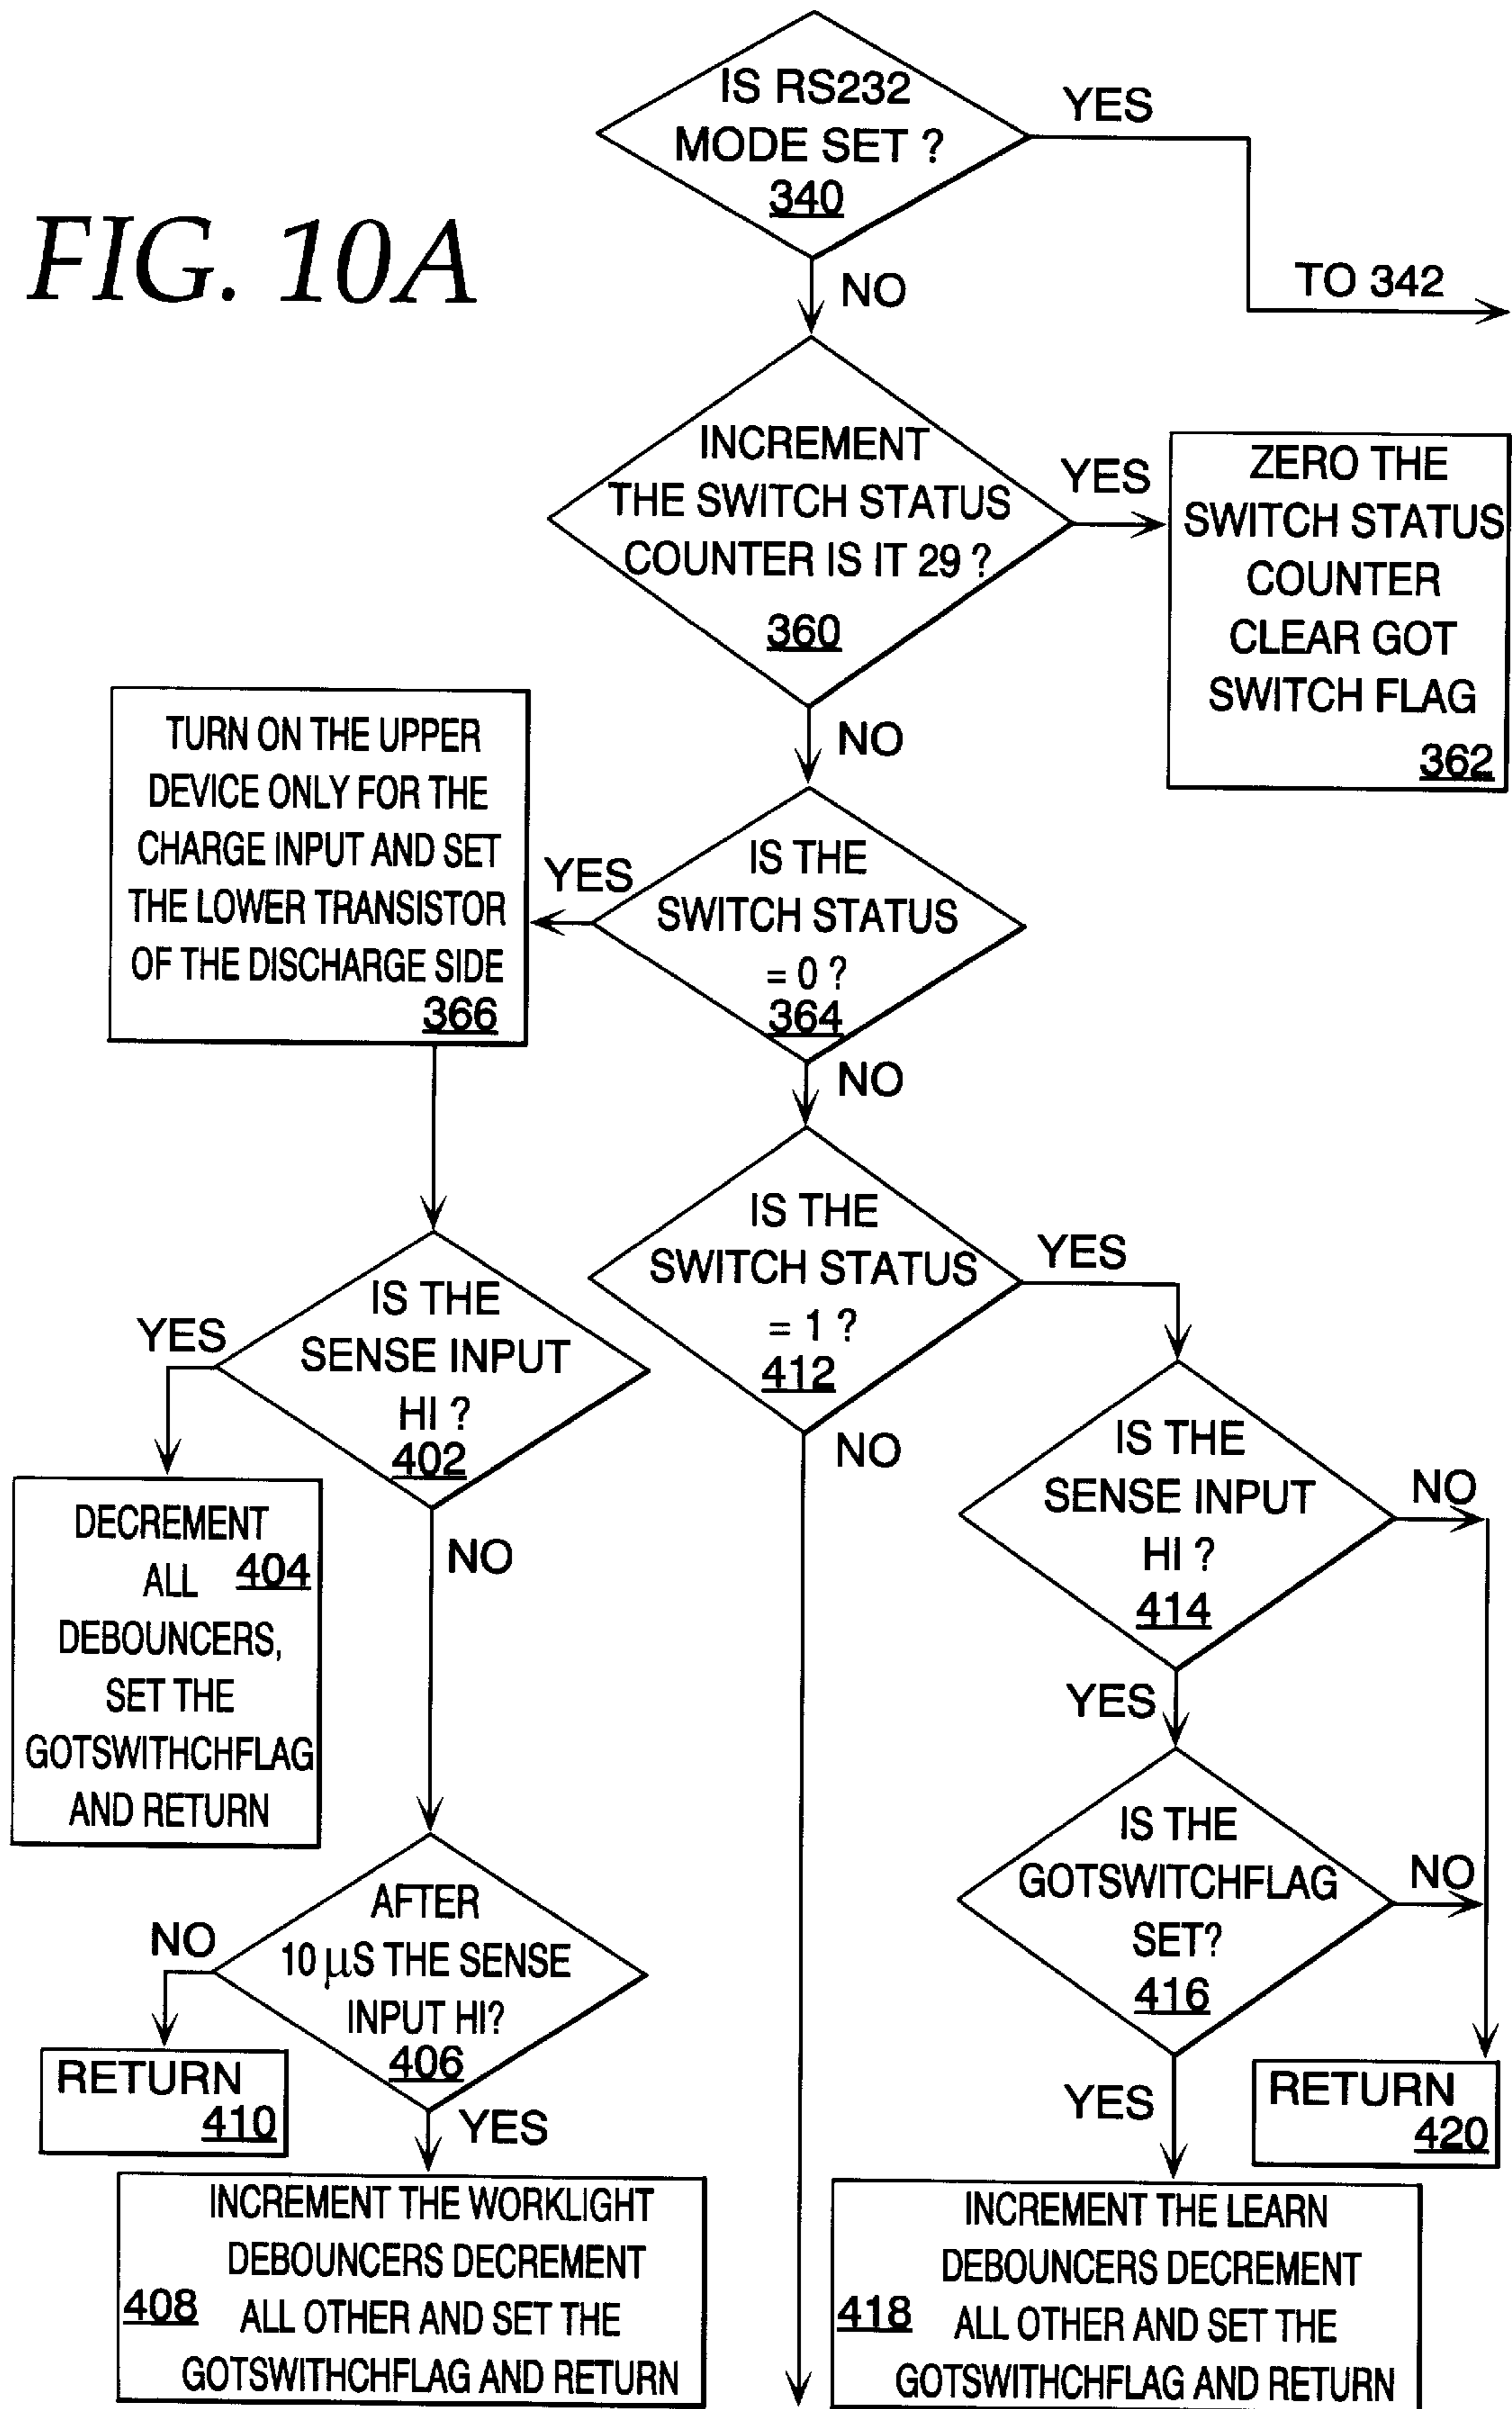 FIG. 10A
IS RS232
MODE SET ?
340
YES
TO 342
NO
INCREMENT
THE SWITCH STATUS
COUNTER IS IT 29 ?
360
YES
ZERO THE
SWITCH STATUS
COUNTER
CLEAR GOT
SWITCH FLAG
362
NO
TURN ON THE UPPER
DEVICE ONLY FOR THE
CHARGE INPUT AND SET
THE LOWER TRANSISTOR
OF THE DISCHARGE SIDE
366
YES
IS THE
SWITCH STATUS
= 0 ?
364
NO
IS THE
SWITCH STATUS
= 1 ?
412
YES
NO
IS THE
SENSE INPUT
HI ?
402
YES
DECREMENT
ALL 404
DEBOUNCERS,
SET THE
GOTSWITHCHFLAG
AND RETURN
NO
IS THE
SENSE INPUT
HI ?
414
NO
YES
IS THE
GOTSWITCHFLAG
SET?
416
NO
YES
RETURN
420
AFTER
10 µS THE SENSE
INPUT HI?
406
NO
RETURN
410
YES
INCREMENT THE WORKLIGHT
DEBOUNCERS DECREMENT
408 ALL OTHER AND SET THE
GOTSWITHCHFLAG AND RETURN
INCREMENT THE LEARN
DEBOUNCERS DECREMENT
418 ALL OTHER AND SET THE
GOTSWITHCHFLAG AND RETURN